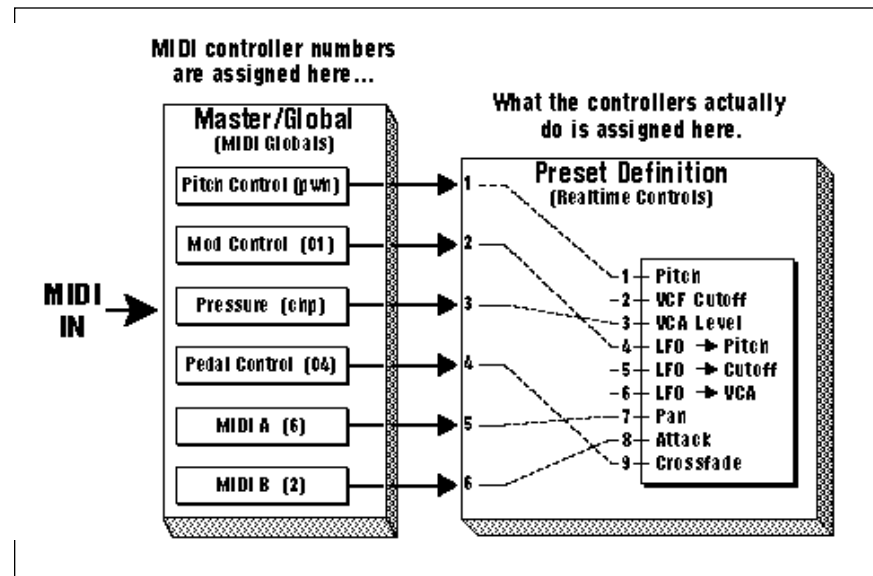 MIDI controller numbers
are assigned here...
Master/Global
(MIDI Globals)
Pitch Control (pwh)
Mod Control (01)
Pressure (chp)
Pedal Control (04)
MIDI A (6)
MIDI B (2)
MIDI
IN
What the controllers actually
do is assigned here.
Preset Definition
(Realtime Controls)
1
2
3
4
5
6
1 Pitch
2 VCF Cutoff
3 VCA Level
4 LFO → Pitch
5 LFO → Cutoff
6 LFO → VCA
7 Pan
8 Attack
9 Crossfade